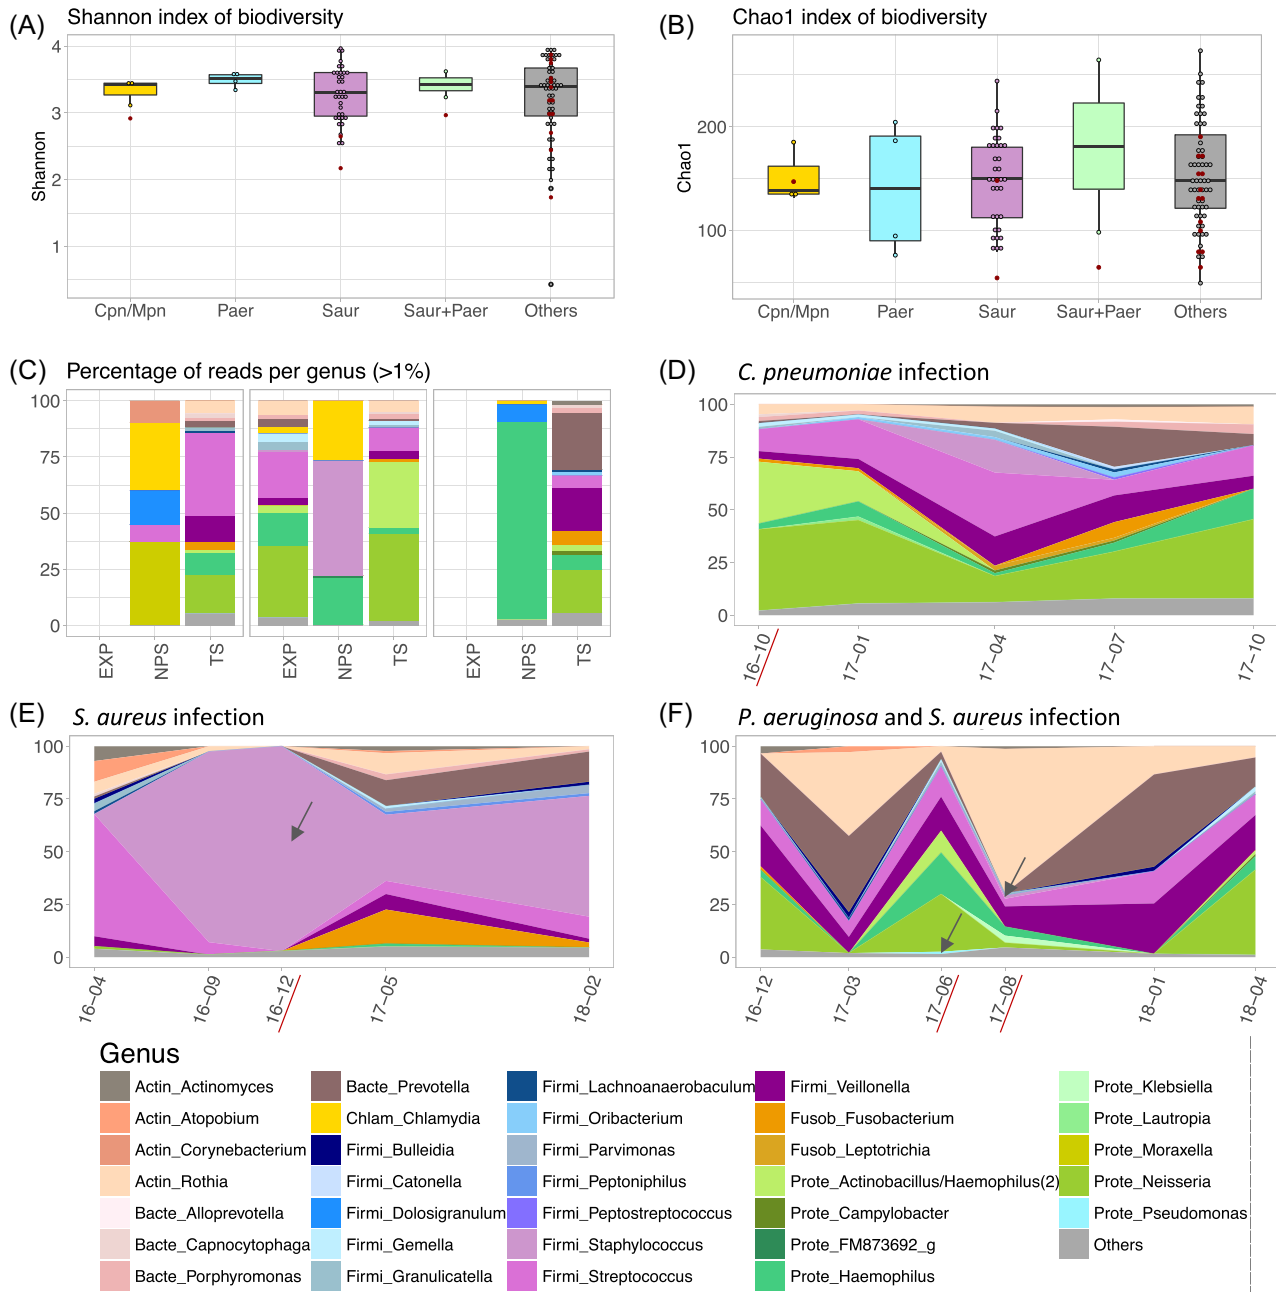 (A) Shannon index of biodiversity
Shannon
4
3
2
1
Cpn/Mpn Paer Saur Saur+Paer Others
(B) Chao1 index of biodiversity
Chao1
200
100
Cpn/Mpn Paer Saur Saur+Paer Others
(C) Percentage of reads per genus (>1%)
100
75
50
25
0
EXP NPS TS EXP NPS TS EXP NPS TS
(D) C. pneumoniae infection
100
75
50
25
0
16–10 17–01 17–04 17–07 17–10
(E) S. aureus infection
100
75
50
25
0
16–04 16–09 16–12 17–05 18–02
(F) P. aeruginosa and S. aureus infection
100
75
50
25
0
16–12 17–03 17–06 17–08 18–01 18–04
Genus
Actin_Actinomyces Bacte_Prevotella Firmi_Lachnoanaerobaculum Firmi_Veillonella Prote_Klebsiella
Actin_Atopobium Chlam_Chlamydia Firmi_Oribacterium Fusob_Fusobacterium Prote_Lautropia
Actin_Corynebacterium Firmi_Bulleidia Firmi_Parvimonas Fusob_Leptotrichia Prote_Moraxella
Actin_Rothia Firmi_Catonella Firmi_Peptoniphilus Prote_Actinobacillus/Haemophilus(2) Prote_Neisseria
Bacte_Alloprevotella Firmi_Dolosigranulum Firmi_Peptostreptococcus Prote_Campylobacter Prote_Pseudomonas
Bacte_Capnocytophaga Firmi_Gemella Firmi_Staphylococcus Prote_FM873692_g Others
Bacte_Porphyromonas Firmi_Granulicatella Firmi_Streptococcus Prote_Haemophilus